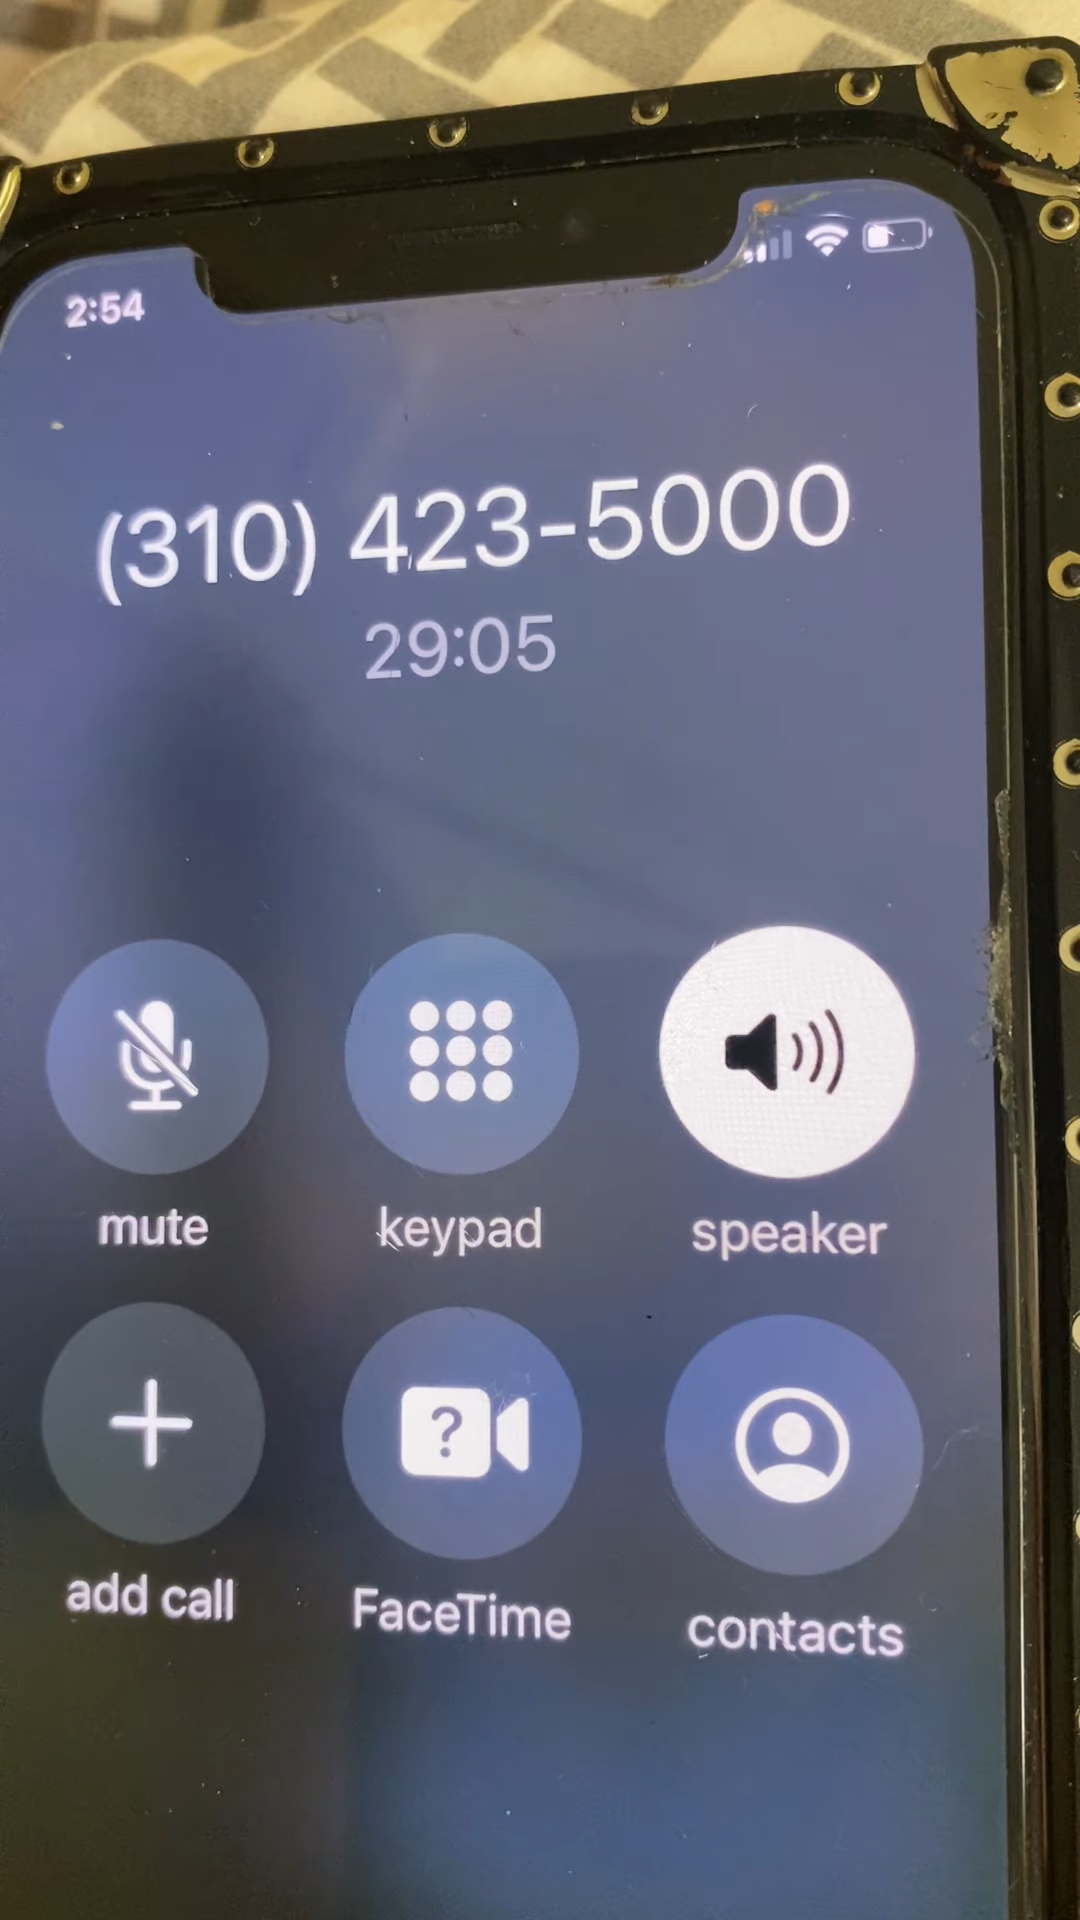 2:54
(310) 423-5000
29:05
mute keypad speaker
?
add call FaceTime contacts